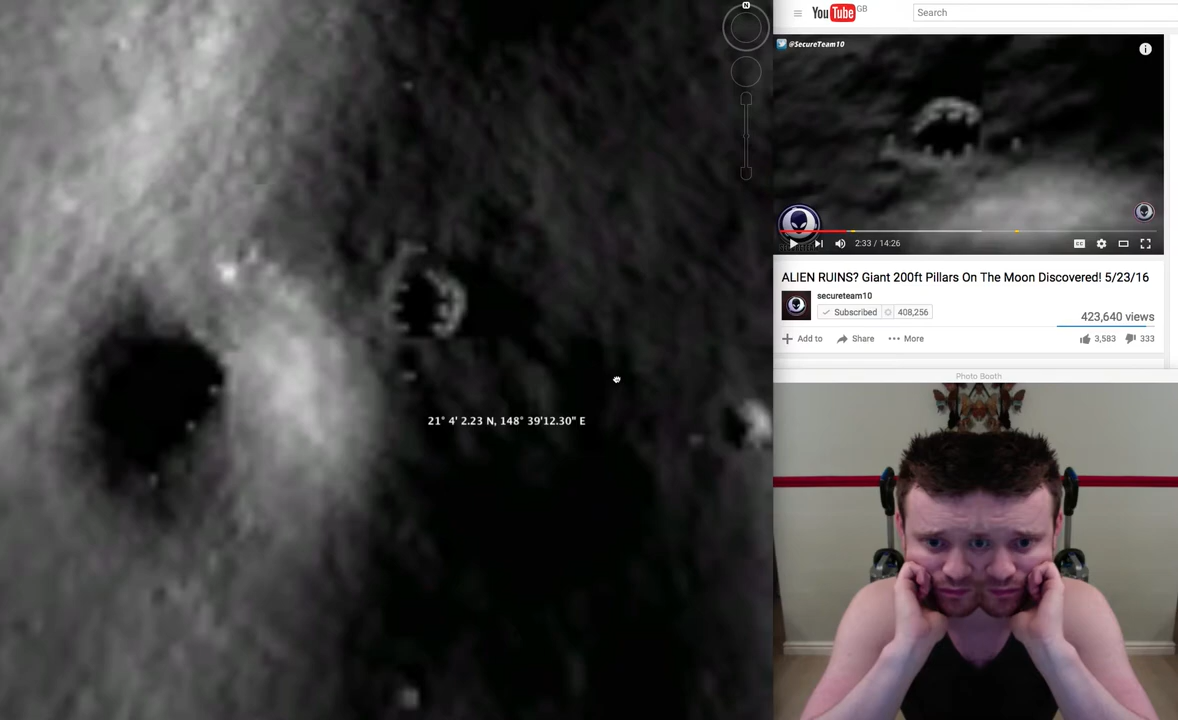 N
21° 4' 2.23 N, 148° 39'12.30" E
YouTube GB
Search
@SecureTeam10
i
2:33 / 14:26
CC
ALIEN RUINS? Giant 200ft Pillars On The Moon Discovered! 5/23/16
secureteam10
Subscribed 408,256
423,640 views
Add to Share More
3,583 333
Photo Booth